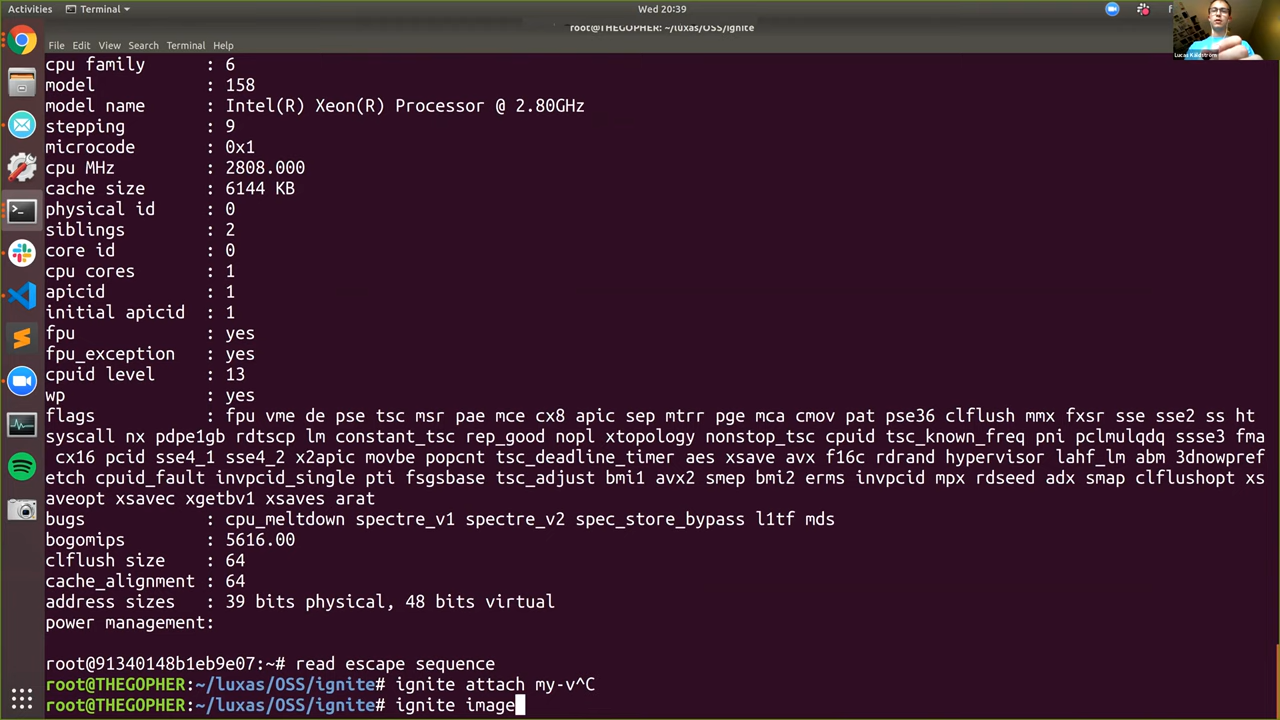 Activities Terminal Wed 20:39
root@THEGOPHER: ~/luxas/OSS/ignite
File Edit View Search Terminal Help
cpu family : 6
model : 158
model name : Intel(R) Xeon(R) Processor @ 2.80GHz
stepping : 9
microcode : 0x1
cpu MHz : 2808.000
cache size : 6144 KB
physical id : 0
siblings : 2
core id : 0
cpu cores : 1
apicid : 1
initial apicid : 1
fpu : yes
fpu_exception : yes
cpuid level : 13
wp : yes
flags : fpu vme de pse tsc msr pae mce cx8 apic sep mtrr pge mca cmov pat pse36 clflush mmx fxsr sse sse2 ss ht
syscall nx pdpe1gb rdtscp lm constant_tsc rep_good nopl xtopology nonstop_tsc cpuid tsc_known_freq pni pclmulqdq ssse3 fma
cx16 pcid sse4_1 sse4_2 x2apic movbe popcnt tsc_deadline_timer aes xsave avx f16c rdrand hypervisor lahf_lm abm 3dnowpref
etch cpuid_fault invpcid_single pti fsgsbase tsc_adjust bmi1 avx2 smep bmi2 erms invpcid mpx rdseed adx smap clflushopt xs
aveopt xsavec xgetbv1 xsaves arat
bugs : cpu_meltdown spectre_v1 spectre_v2 spec_store_bypass l1tf mds
bogomips : 5616.00
clflush size : 64
cache_alignment : 64
address sizes : 39 bits physical, 48 bits virtual
power management:
root@91340148b1eb9e07:~# read escape sequence
root@THEGOPHER:~/luxas/OSS/ignite# ignite attach my-v^C
root@THEGOPHER:~/luxas/OSS/ignite# ignite image